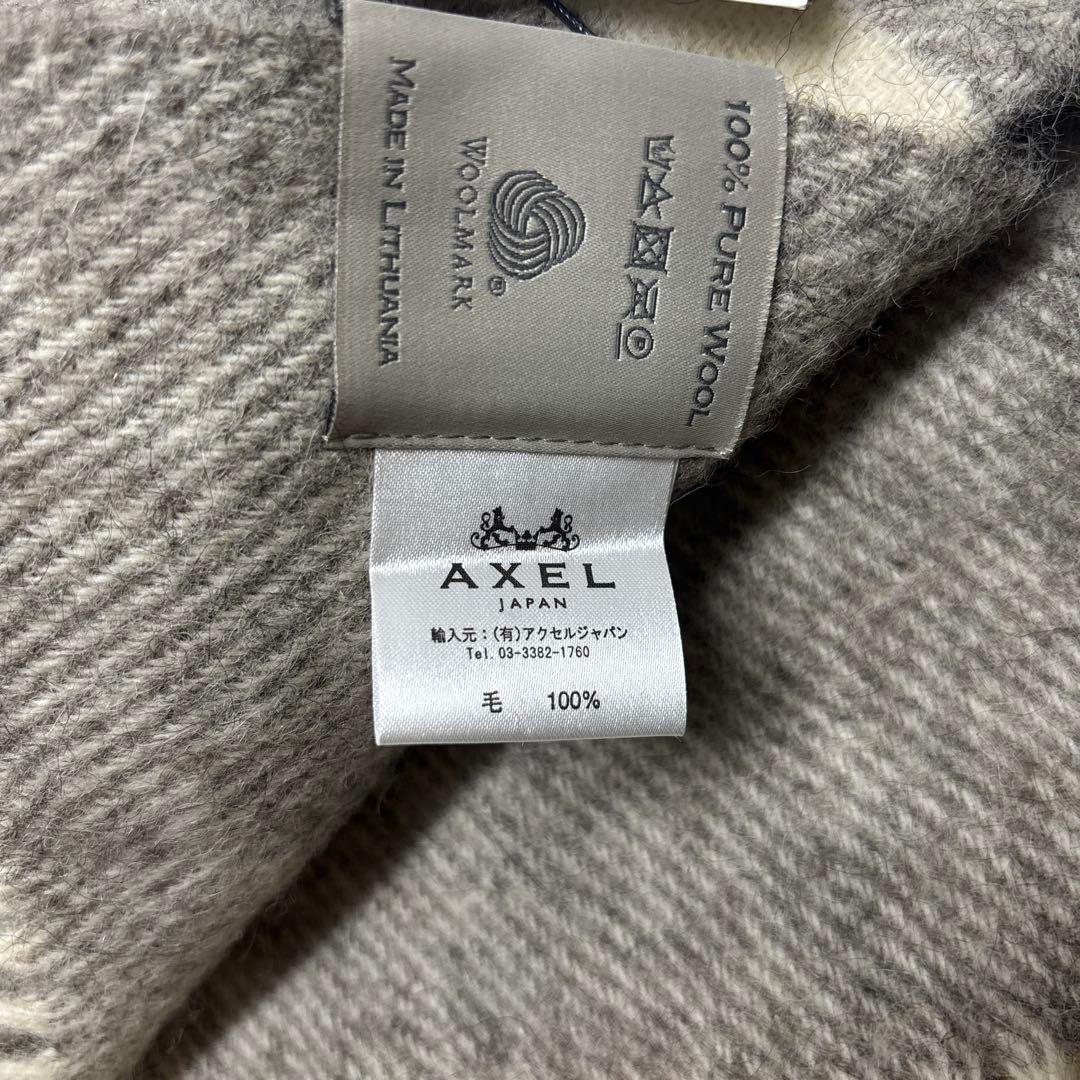 100% PURE WOOL
WOOLMARK
®
MADE IN LITHUANIA
AXEL
JAPAN
輸入元:(有)アクセルジャパン
Tel. 03-3382-1760
毛 100%